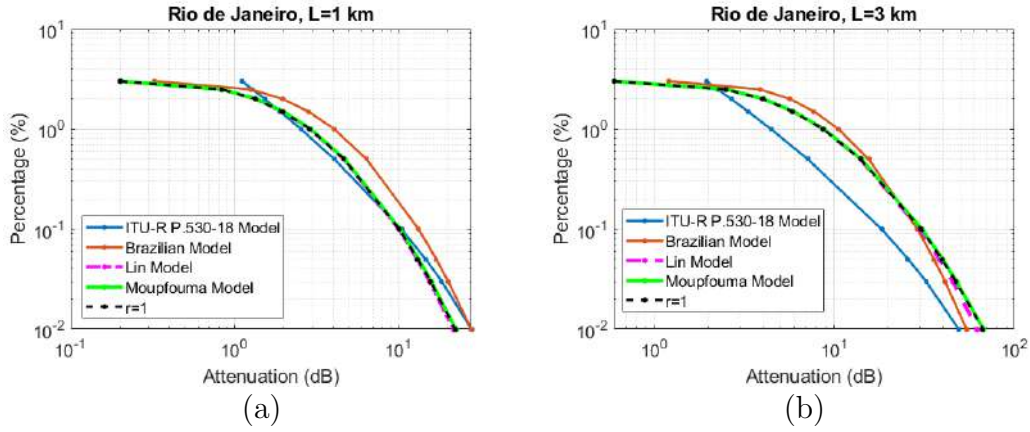 Rio de Janeiro, L=1 km
10^1
10^0
10^-1
10^-2
Percentage (%)
ITU-R P.530-18 Model
Brazilian Model
Lin Model
Moupfouma Model
r=1
10^-1
10^0
10^1
Attenuation (dB)
(a)
Rio de Janeiro, L=3 km
10^1
10^0
10^-1
10^-2
Percentage (%)
ITU-R P.530-18 Model
Brazilian Model
Lin Model
Moupfouma Model
r=1
10^0
10^1
10^2
Attenuation (dB)
(b)